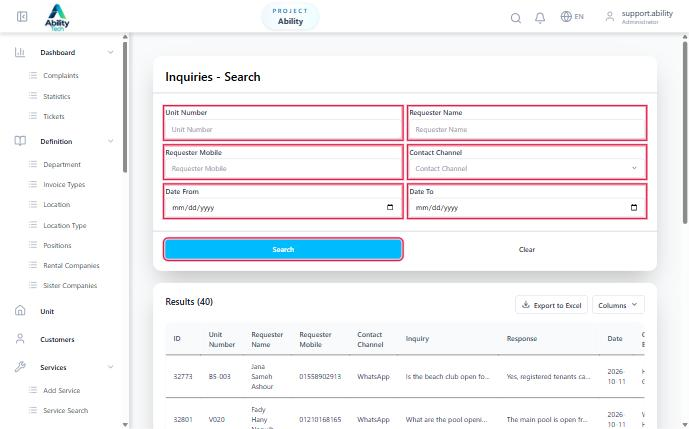 Ability
Tech
PROJECT
Ability
EN
support.ability
Administrator
Dashboard
Complaints
Statistics
Tickets
Definition
Department
Invoice Types
Location
Location Type
Positions
Rental Companies
Sister Companies
Unit
Customers
Services
Add Service
Service Search
Inquiries - Search
Unit Number
Unit Number
Requester Name
Requester Name
Requester Mobile
Requester Mobile
Contact Channel
Contact Channel
Date From
mm/dd/yyyy
Date To
mm/dd/yyyy
Search
Clear
Results (40)
Export to Excel
Columns
ID
Unit Number
Requester Name
Requester Mobile
Contact Channel
Inquiry
Response
Date
32773
B5-003
Jana Sameh Ashour
01558902913
WhatsApp
Is the beach club open fo...
Yes, registered tenants ca...
2026-10-11
32801
V020
Fady Hany
01210168165
WhatsApp
What are the pool openi...
The main pool is open fr...
2026-10-11